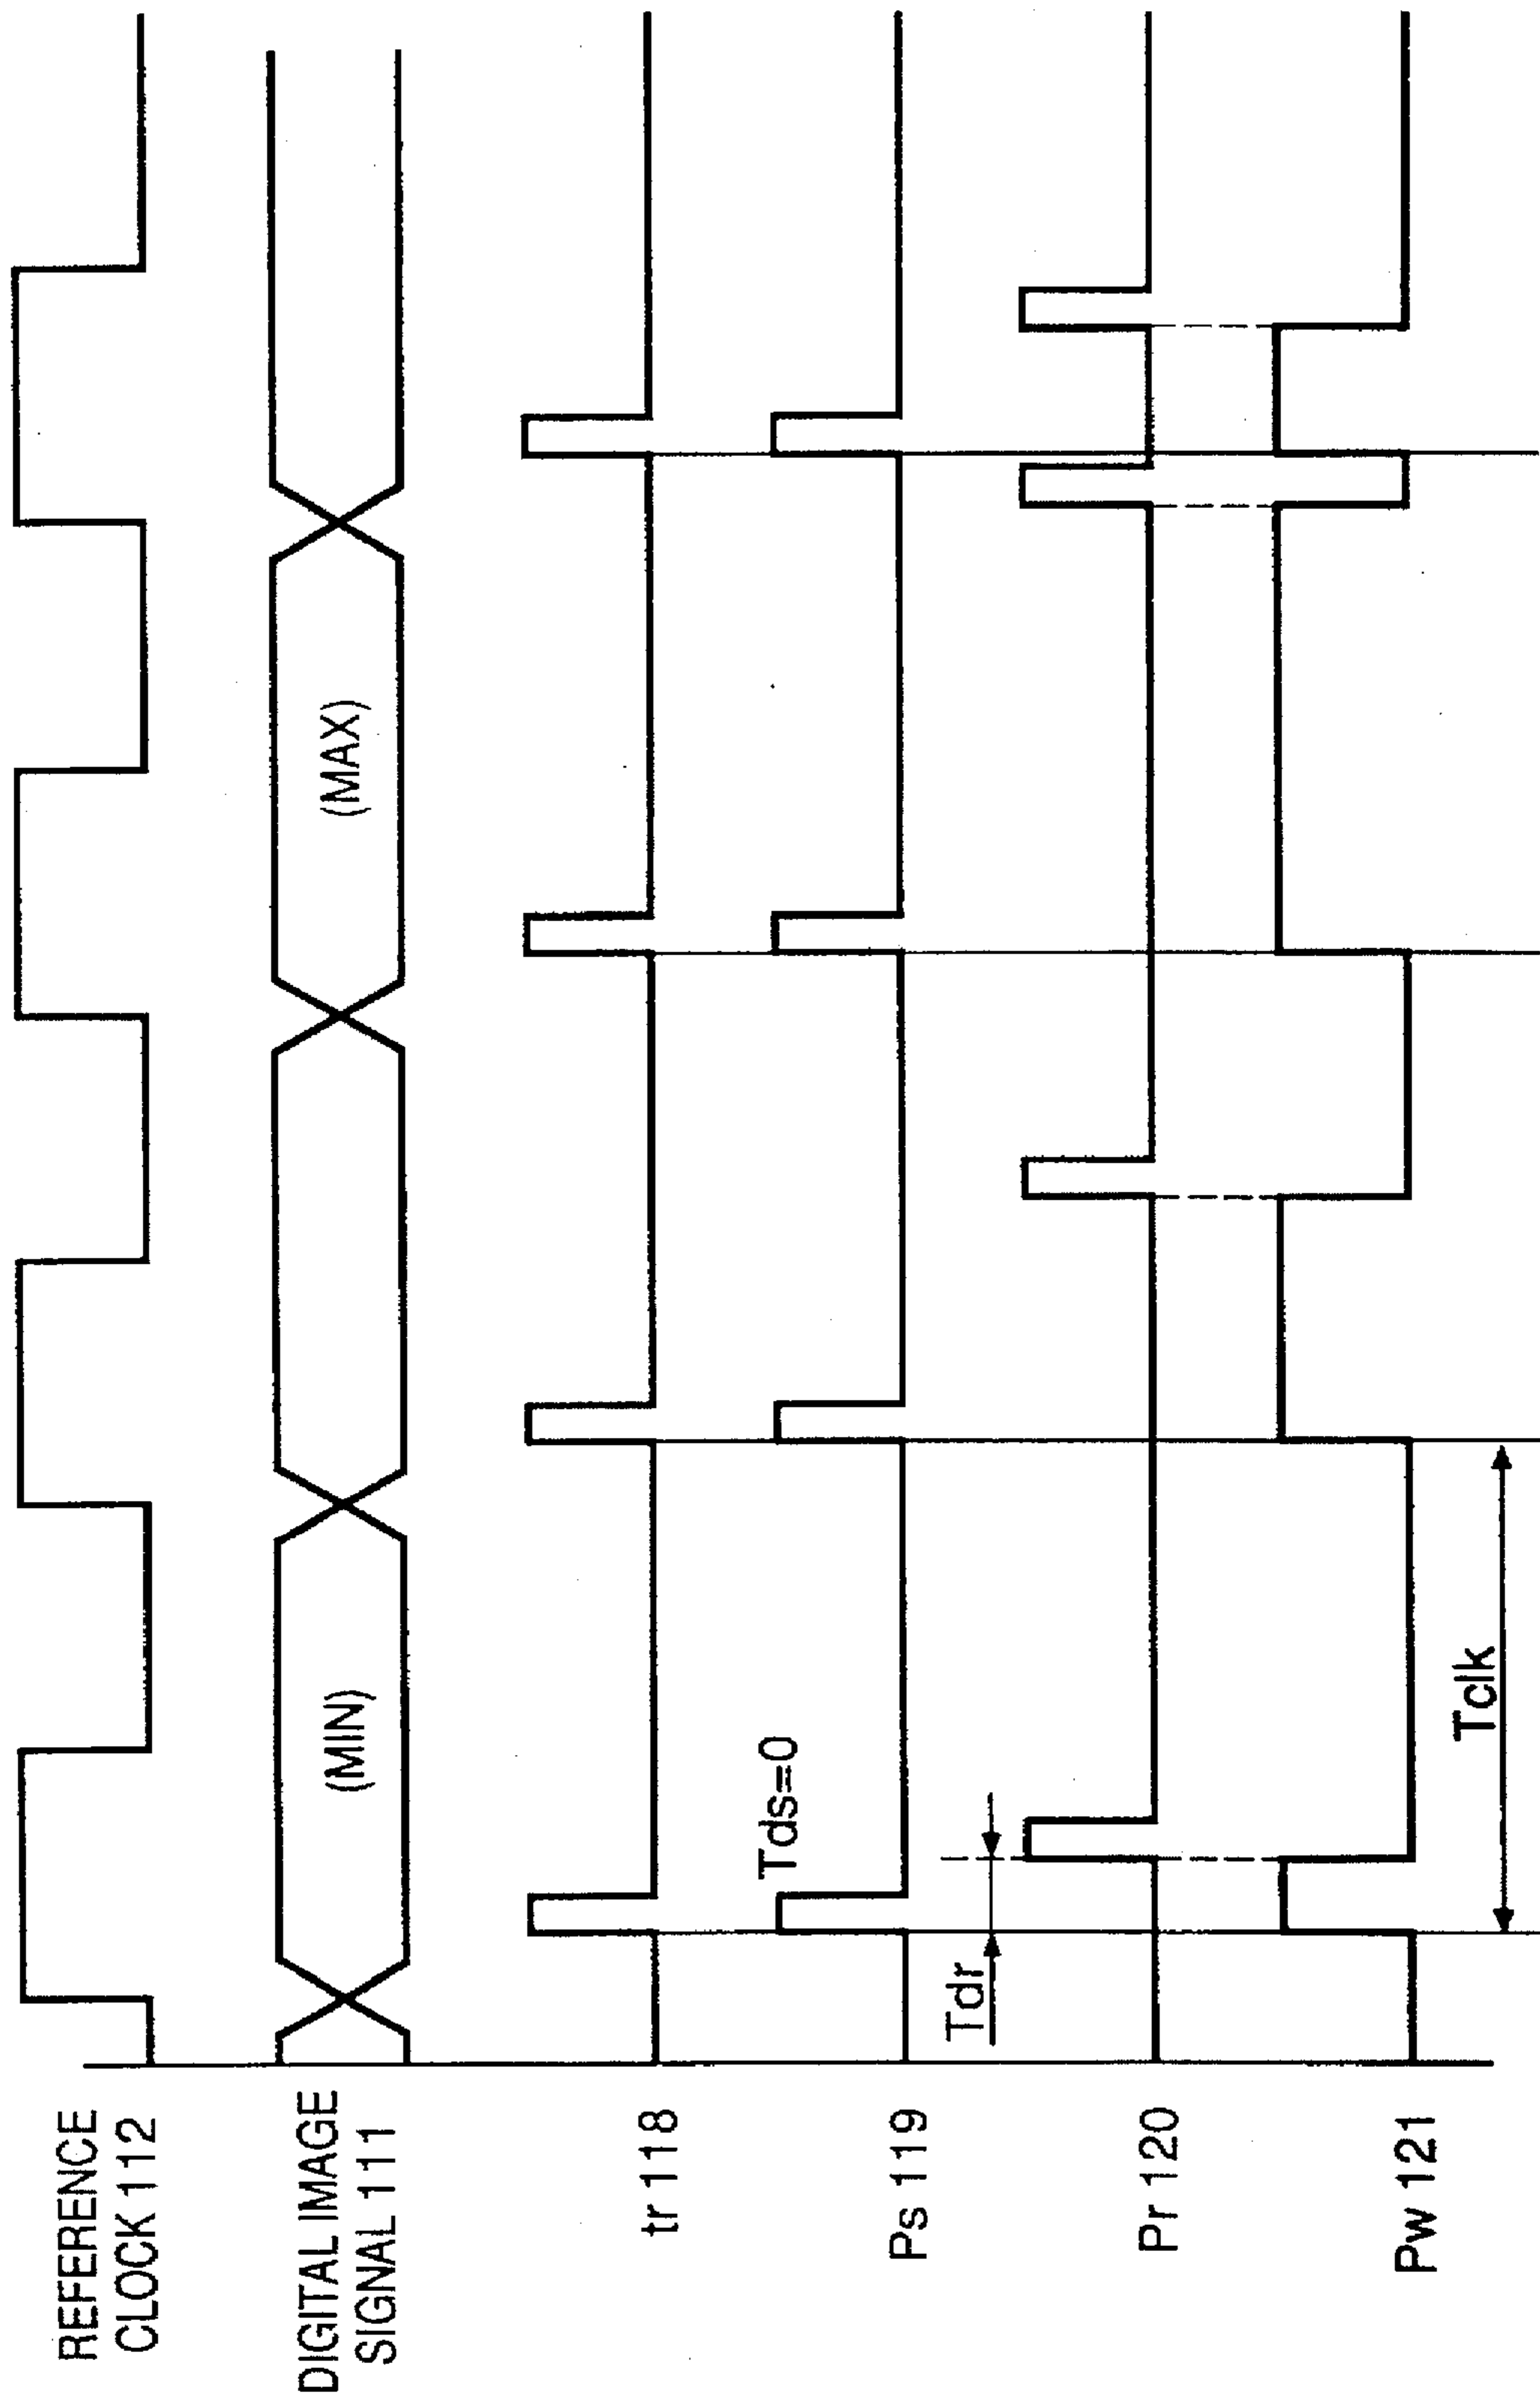 REFERENCE
CLOCK 112
DIGITAL IMAGE
SIGNAL 111
(MIN)
(MAX)
tr 118
Ps 119
Tds=0
Tdr
Pr 120
Pw 121
Tclk